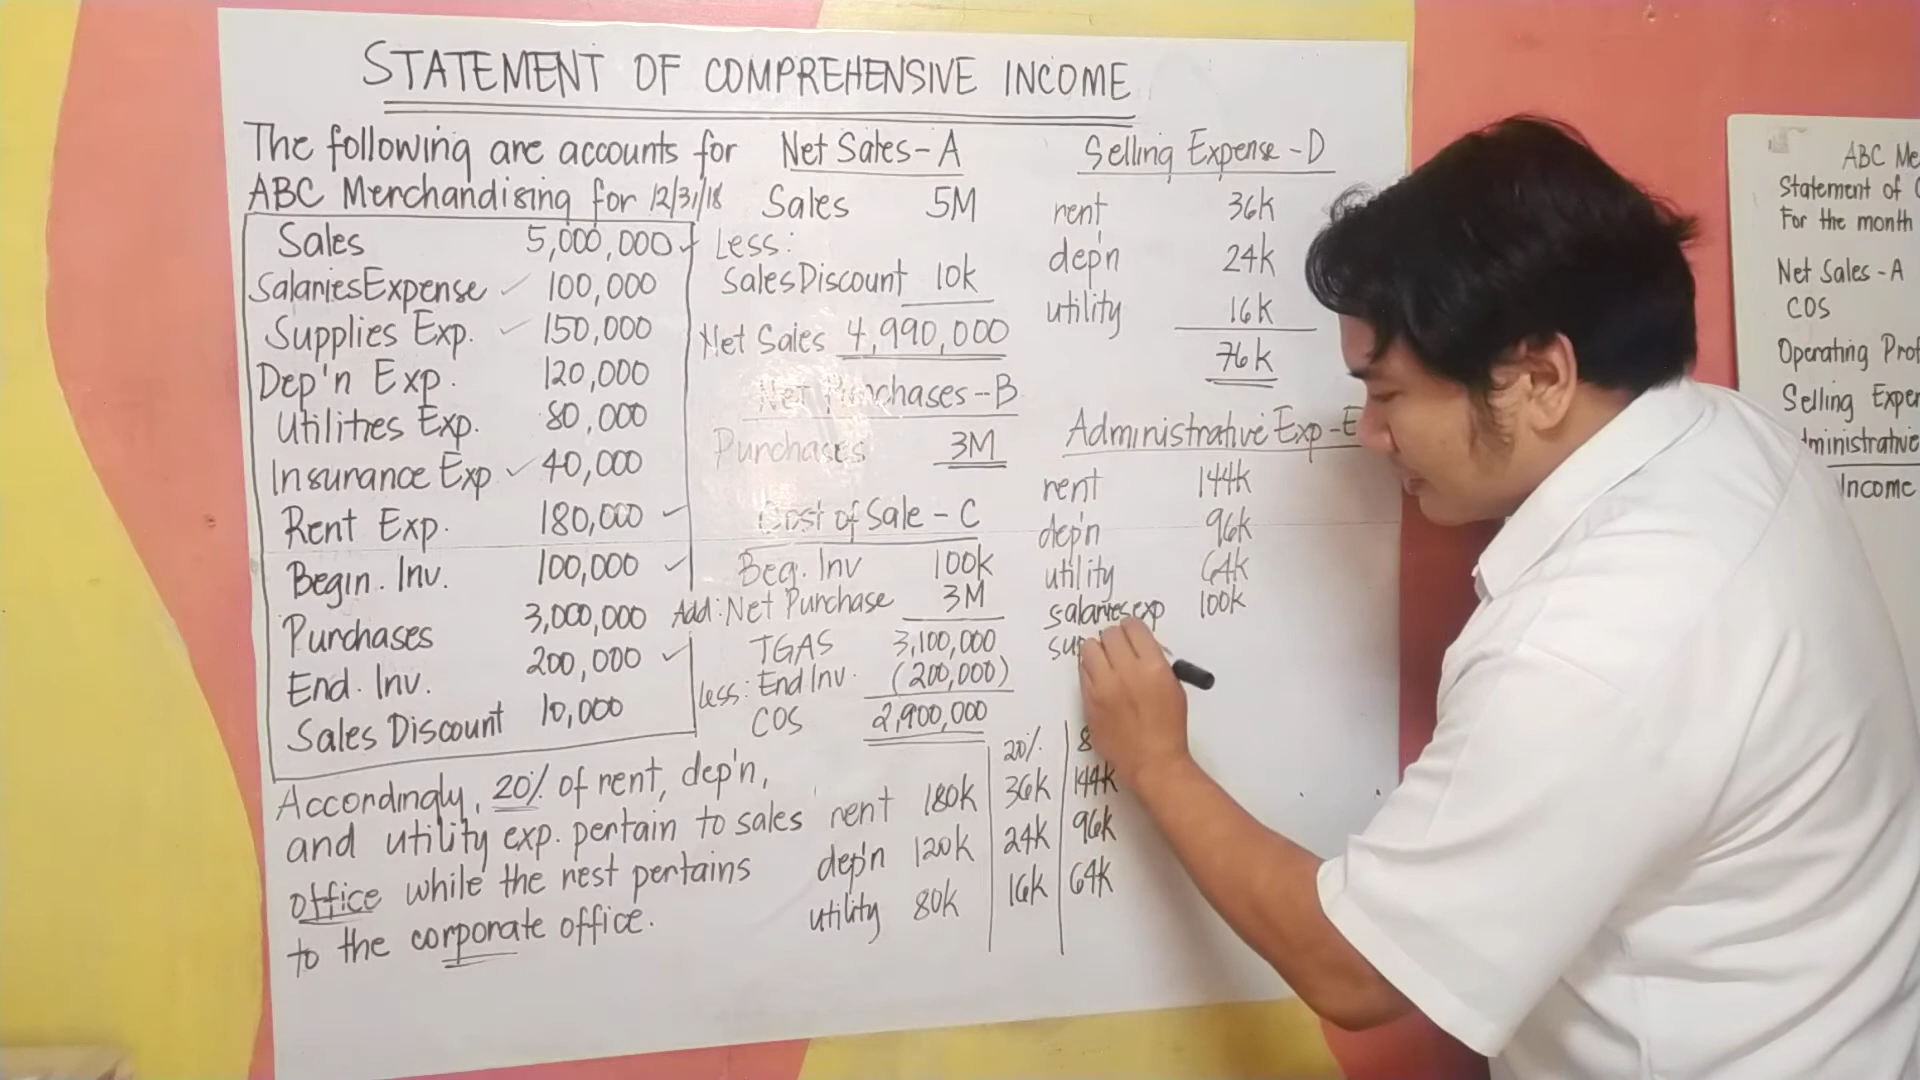 STATEMENT OF COMPREHENSIVE INCOME
The following are accounts for
ABC Merchandising for 12/31/18
Sales 5,000,000
Salaries Expense 100,000
Supplies Exp. 150,000
Dep'n Exp. 120,000
Utilities Exp. 80,000
Insurance Exp 40,000
Rent Exp. 180,000
Begin. Inv. 100,000
Purchases 3,000,000
End. Inv. 200,000
Sales Discount 10,000
Accordingly, 20% of rent, dep'n,
and utility exp. pertain to sales
office while the rest pertains
to the corporate office.
Net Sales - A
Sales 5M
Less:
Sales Discount 10k
Net Sales 4,990,000
Net Purchases - B
Purchases 3M
Cost of Sale - C
Beg. Inv 100k
Add: Net Purchase 3M
TGAS 3,100,000
Less: End Inv. (200,000)
COS 2,900,000
20%
rent 180k 36k 144k
dep'n 120k 24k 96k
utility 80k 16k 64k
Selling Expense - D
rent 36k
dep'n 24k
utility 16k
76k
Administrative Exp - E
rent 144k
dep'n 96k
utility 64k
salaries exp 100k
ABC
Statement of
For the month
Net Sales - A
COS
Operating
Selling
Income